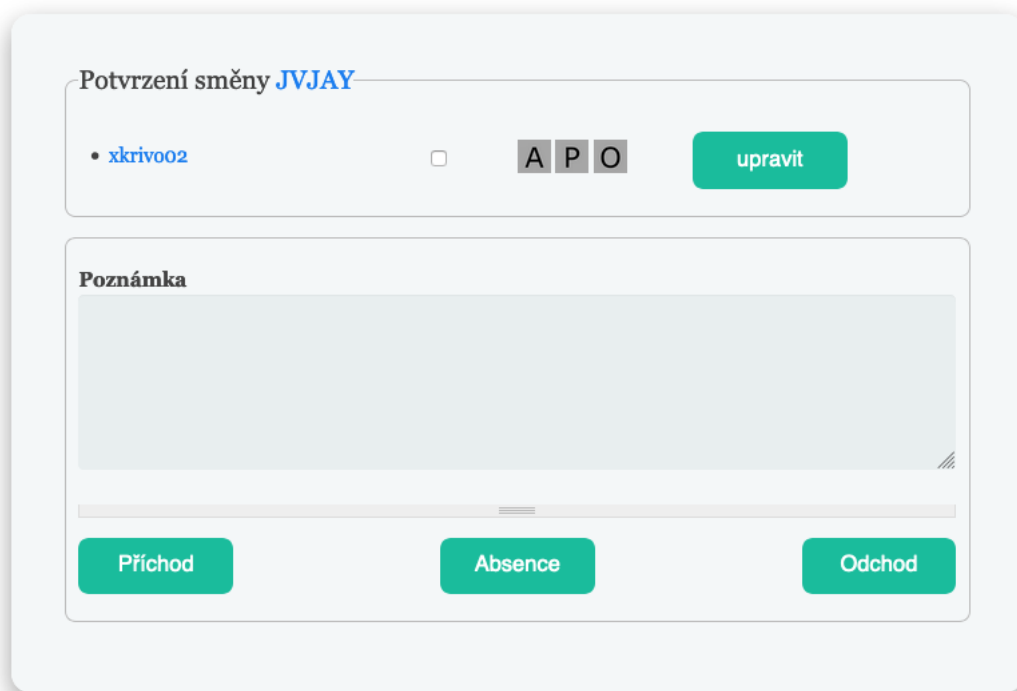 Potvrzení směny JVJAY
xkrivo02 A P O upravit
Poznámka
Příchod Absence Odchod